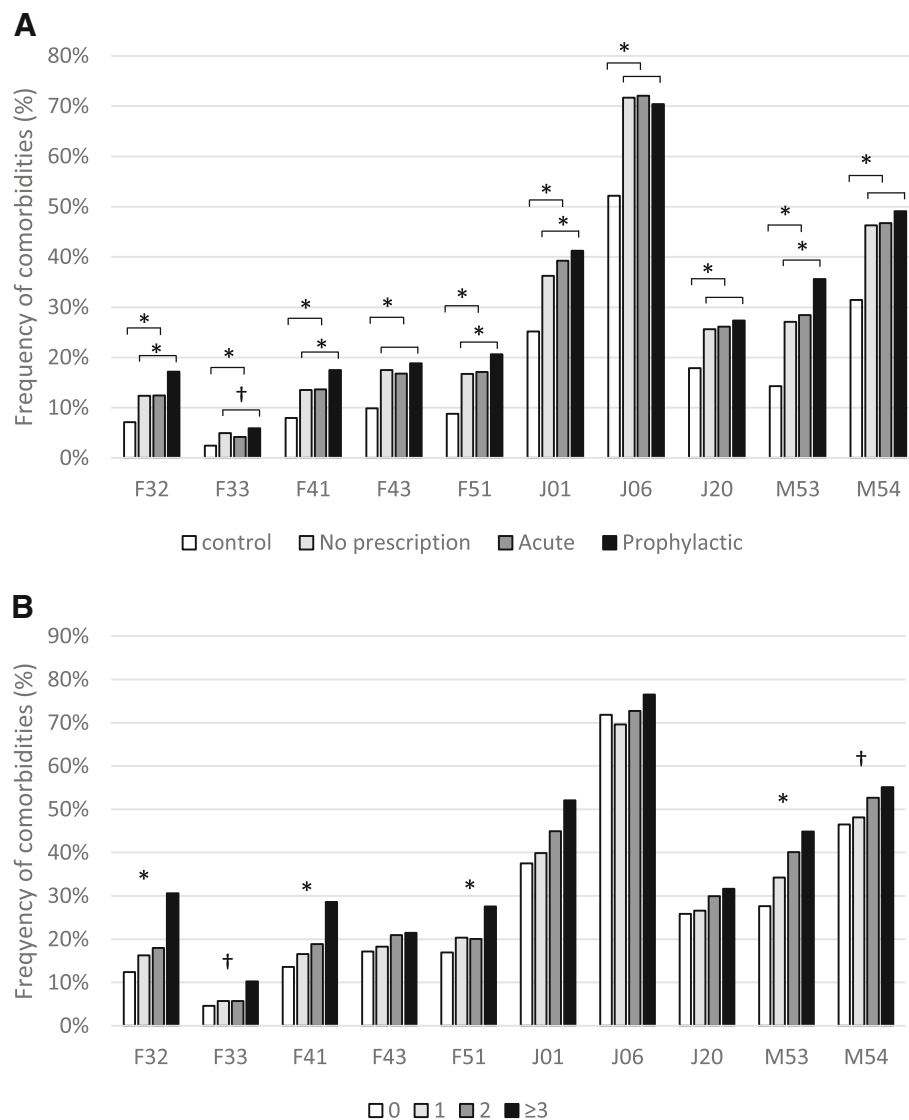 A
Frequency of comorbidities (%)
80%
70%
60%
50%
40%
30%
20%
10%
0%
* * * † * * * * * * * * * * * *
F32 F33 F41 F43 F51 J01 J06 J20 M53 M54
control No prescription Acute Prophylactic
B
Freqyency of comorbidities (%)
90%
80%
70%
60%
50%
40%
30%
20%
10%
0%
* † * * * †
F32 F33 F41 F43 F51 J01 J06 J20 M53 M54
0 1 2 ≥3